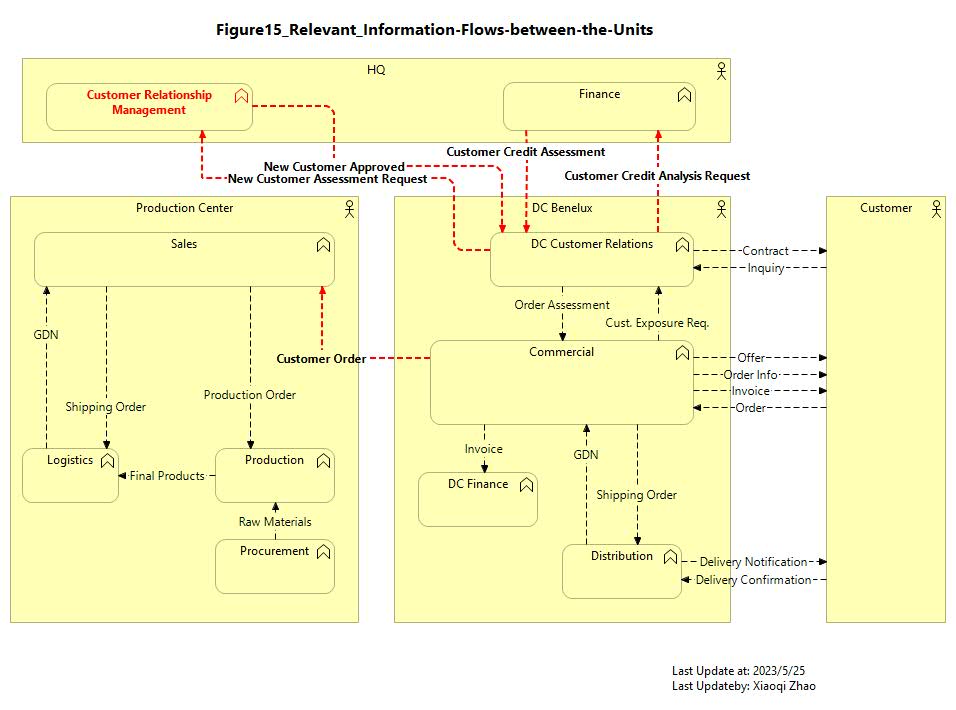 Figure15_Relevant_Information-Flows-between-the-Units
HQ
Customer Relationship
Management
Finance
Customer Credit Assessment
New Customer Approved
New Customer Assessment Request
Customer Credit Analysis Request
Production Center
DC Benelux
Customer
Sales
DC Customer Relations
Contract
Inquiry
Order Assessment
Cust. Exposure Req.
GDN
Customer Order
Commercial
Offer
Order Info
Invoice
Order
Production Order
Shipping Order
Invoice
GDN
Logistics
Final Products
Production
DC Finance
Shipping Order
Raw Materials
Procurement
Distribution
Delivery Notification
Delivery Confirmation
Last Update at: 2023/5/25
Last Updateby: Xiaoqi Zhao